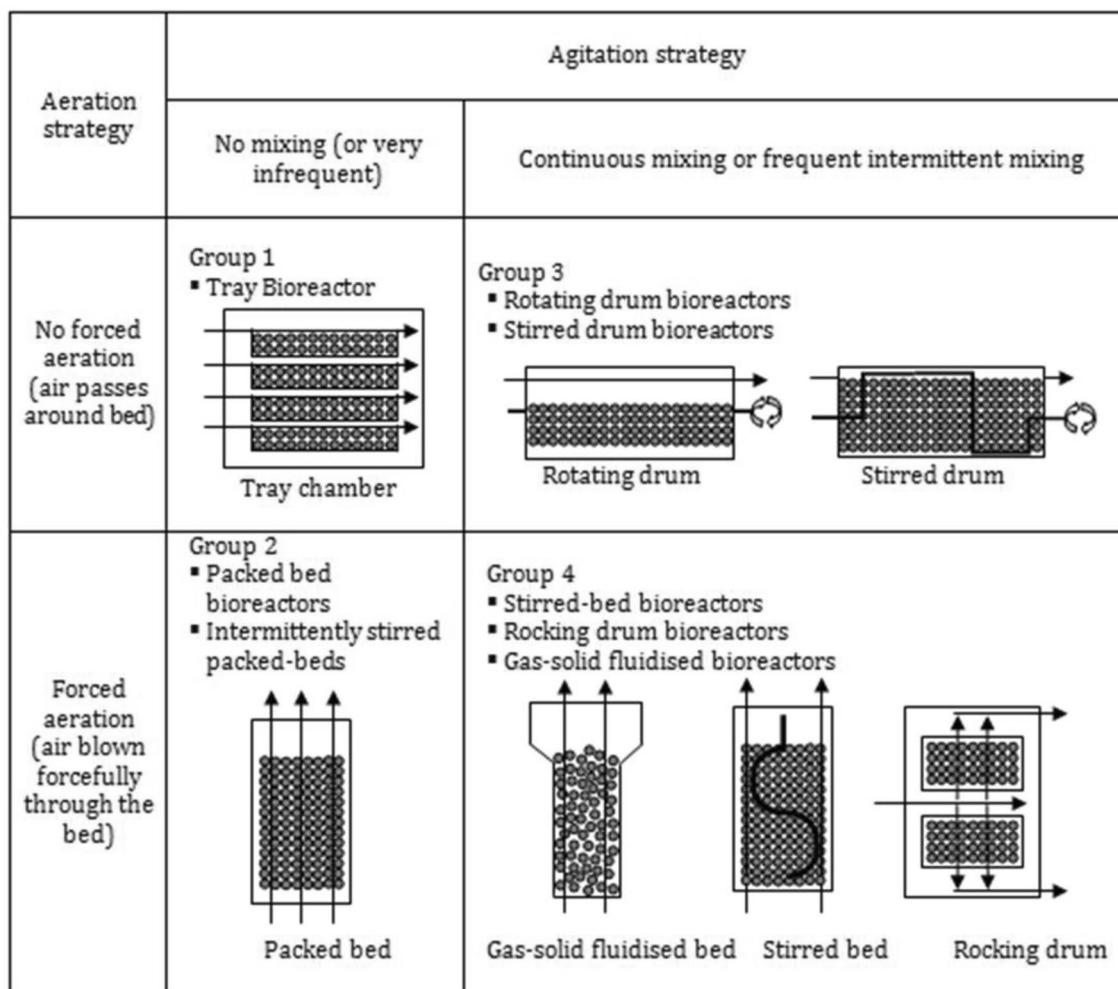 Aeration
strategy
Agitation strategy
No mixing (or very
infrequent)
Continuous mixing or frequent intermittent mixing
No forced
aeration
(air passes
around bed)
Group 1
▪ Tray Bioreactor
Tray chamber
Group 3
▪ Rotating drum bioreactors
▪ Stirred drum bioreactors
Rotating drum
Stirred drum
Forced
aeration
(air blown
forcefully
through the
bed)
Group 2
▪ Packed bed
bioreactors
▪ Intermittently stirred
packed-beds
Packed bed
Group 4
▪ Stirred-bed bioreactors
▪ Rocking drum bioreactors
▪ Gas-solid fluidised bioreactors
Gas-solid fluidised bed
Stirred bed
Rocking drum